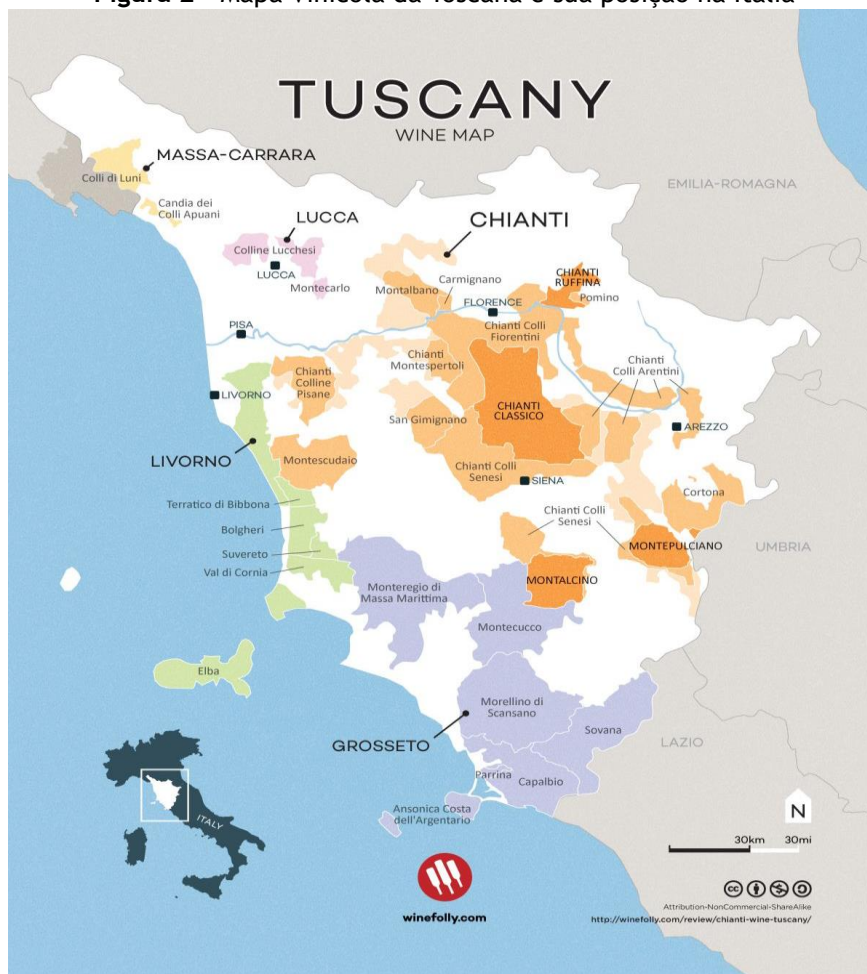 Figura 2 - Mapa Vinícola da Toscana e sua posição na Itália
TUSCANY
WINE MAP
MASSA-CARRARA
Colli di Luni
Candia dei
Colli Apuani
EMILIA-ROMAGNA
LUCCA
Colline Lucchesi
LUCCA
Montecarlo
CHIANTI
Montalbano
Carmignano
FLORENCE
CHIANTI
RUFFINA
Pomino
PISA
Chianti Colli
Fiorentini
Chianti
Montespertoli
Chianti
Colline
Pisane
Chianti
Colli Arentini
LIVORNO
CHIANTI
CLASSICO
San Gimignano
AREZZO
LIVORNO
Montescudaio
Chianti Colli
Senesi
SIENA
Cortona
Terratico di Bibbona
Bolgheri
Suvereto
Val di Cornia
Chianti Colli
Senesi
MONTEPULCIANO
UMBRIA
MONTALCINO
Monteregio di
Massa Marittima
Montecucco
Elba
Morellino di
Scansano
Sovana
GROSSETO
LAZIO
Parrina
Capalbio
Ansonica Costa
dell'Argentario
ITALY
N
30km 30mi
winefolly.com
cc
Attribution-NonCommercial-ShareAlike
http://winefolly.com/review/chianti-wine-tuscany/